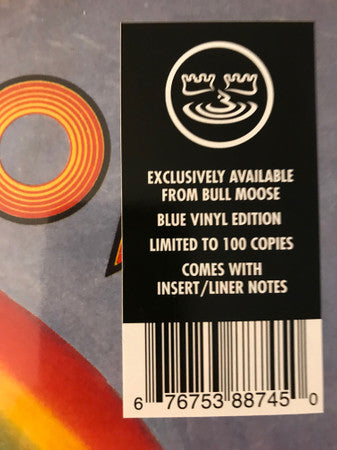 EXCLUSIVELY AVAILABLE
FROM BULL MOOSE
BLUE VINYL EDITION
LIMITED TO 100 COPIES
COMES WITH
INSERT/LINER NOTES
6 76753 88745 0